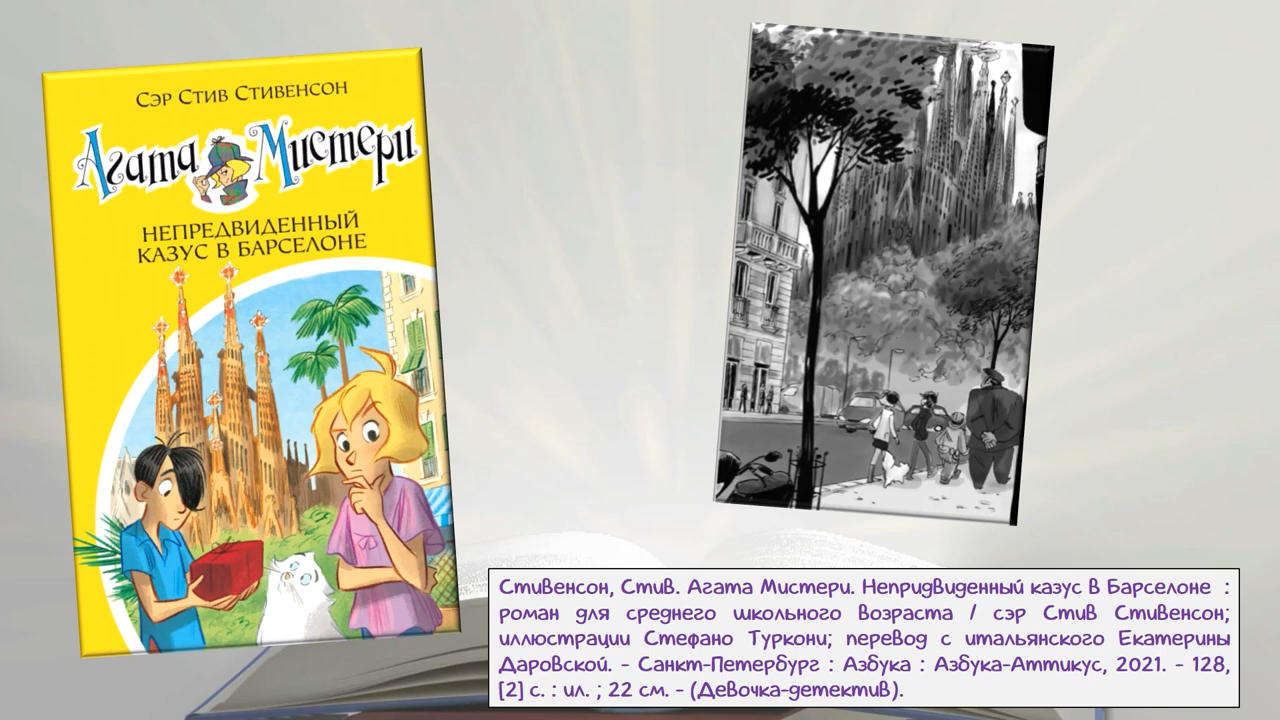 Сэр Стив Стивенсон
Агата Мистери
НЕПРЕДВИДЕННЫЙ
КАЗУС В БАРСЕЛОНЕ
Стивенсон, Стив. Агата Мистери. Непридвиденный казус в Барселоне :
роман для среднего школьного возраста / сэр Стив Стивенсон;
иллюстрации Стефано Туркони; перевод с итальянского Екатерины
Даровской. - Санкт-Петербург : Азбука : Азбука-Аттикус, 2021. - 128,
[2] с. : ил. ; 22 см. - (Девочка-детектив).